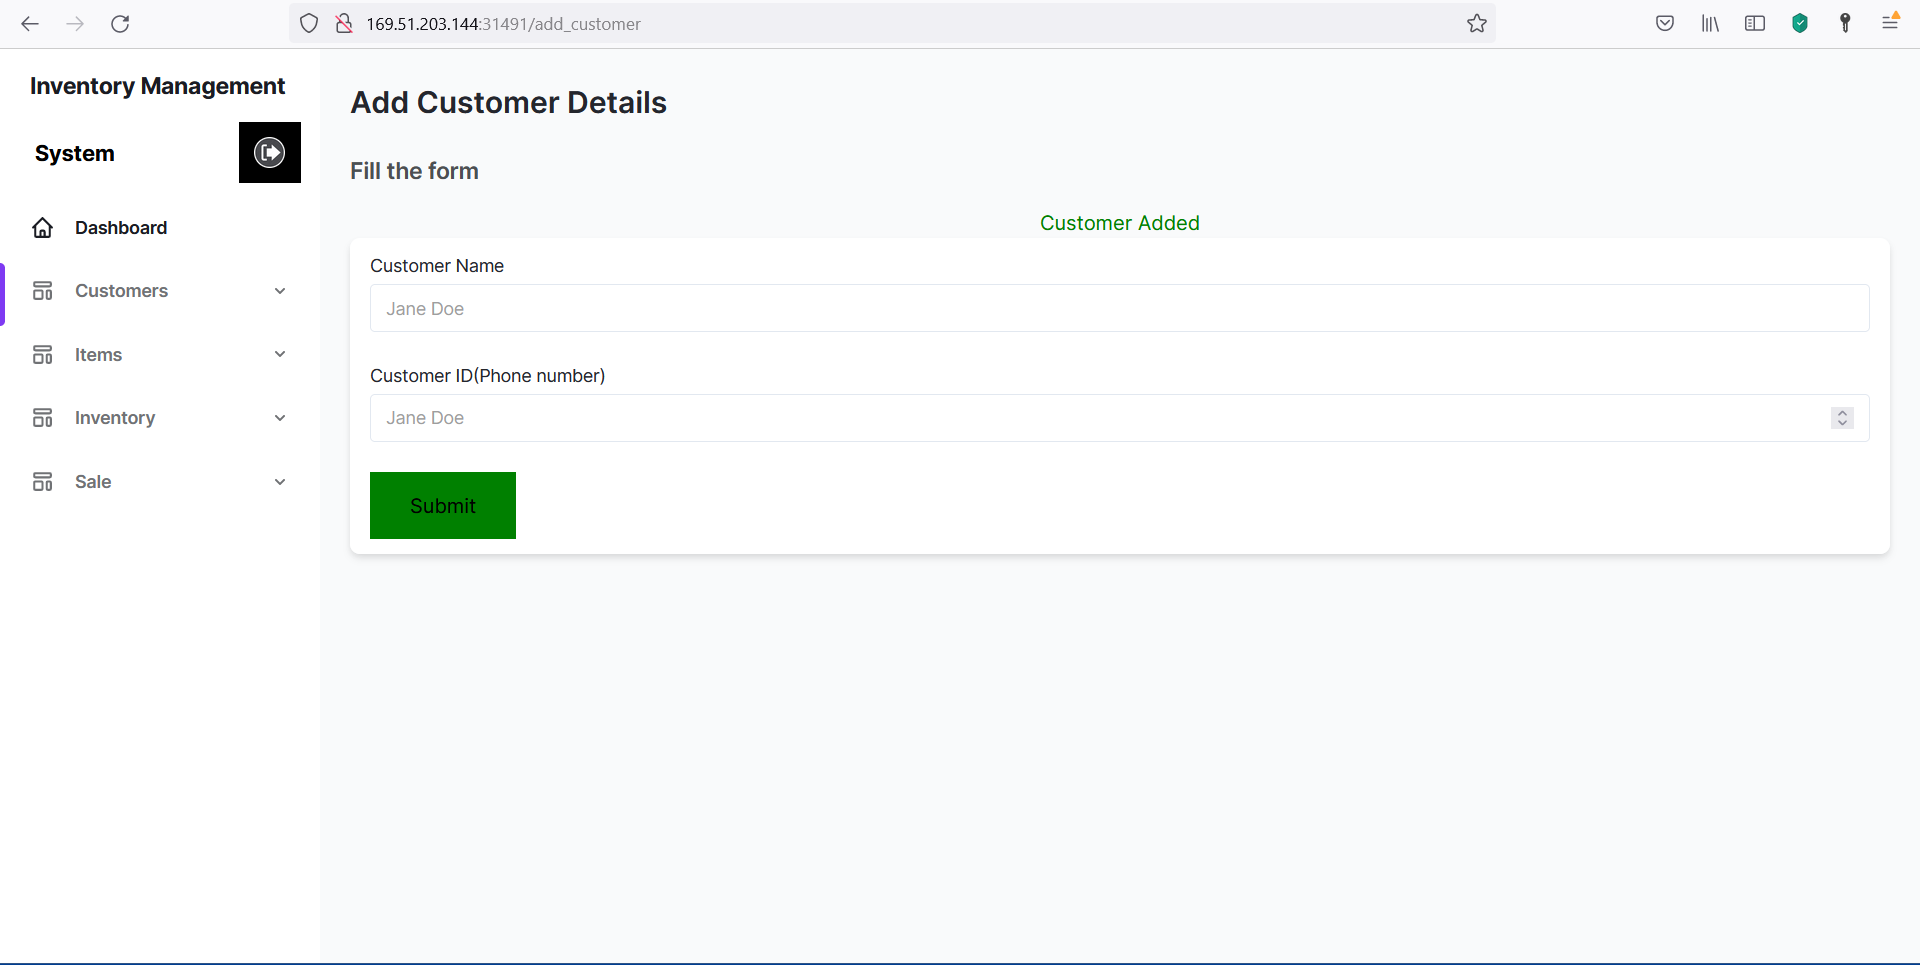 169.51.203.144:31491/add_customer
Inventory Management
System
Dashboard
Customers
Items
Inventory
Sale
Add Customer Details
Fill the form
Customer Added
Customer Name
Jane Doe
Customer ID(Phone number)
Jane Doe
Submit